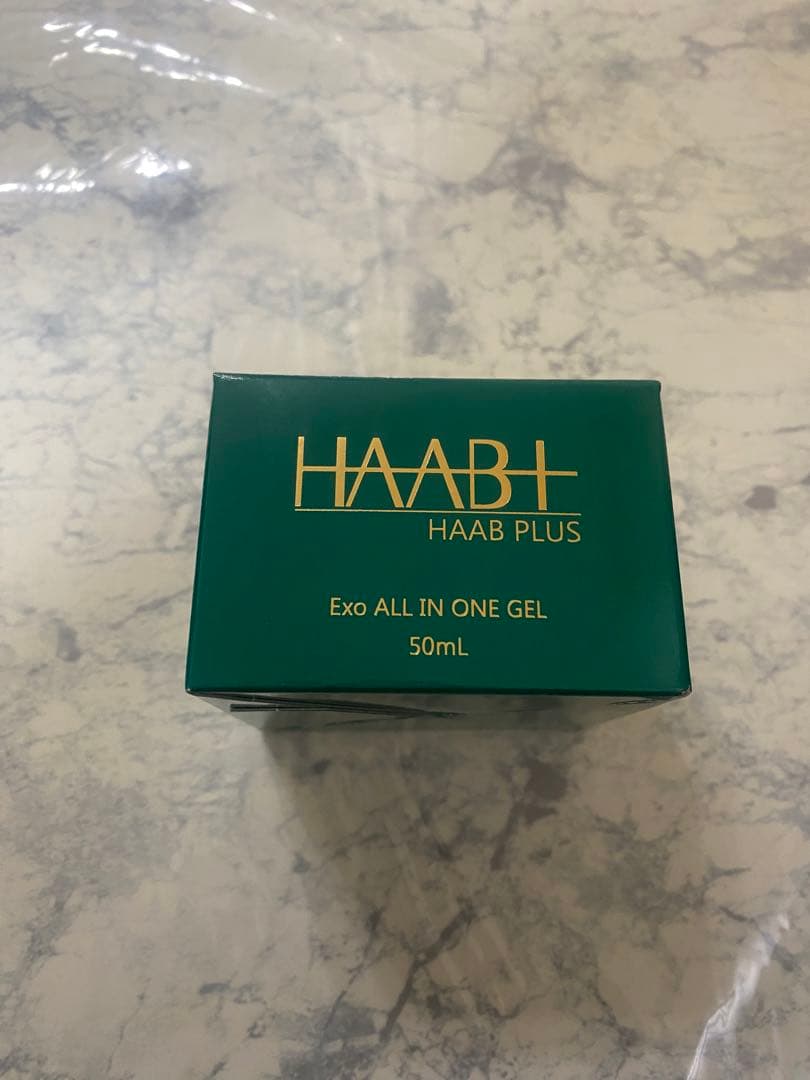 HAAB+
HAAB PLUS
Exo ALL IN ONE GEL
50mL